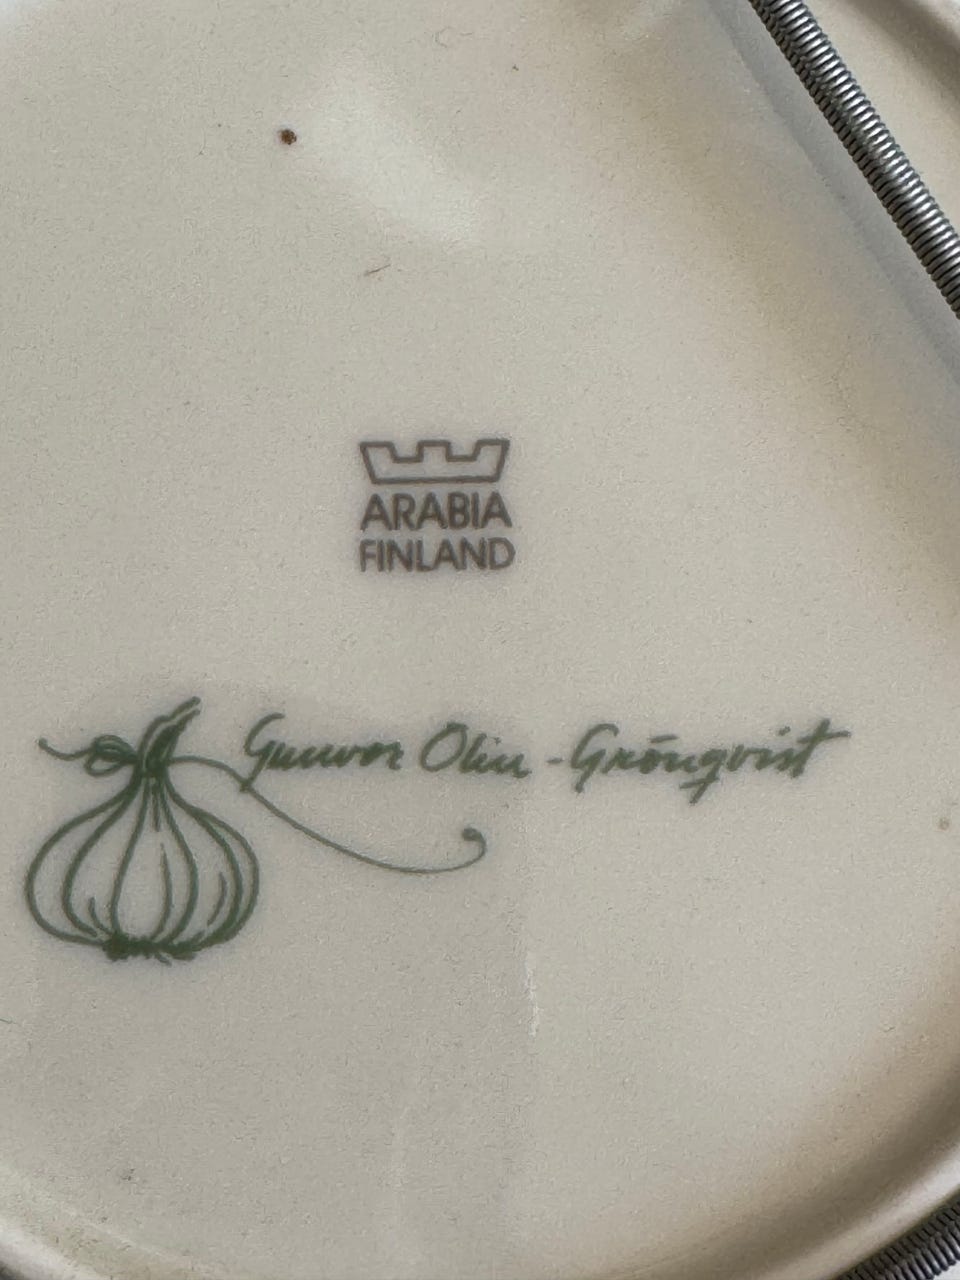 ARABIA
FINLAND
Gunvor Olin-Grönqvist